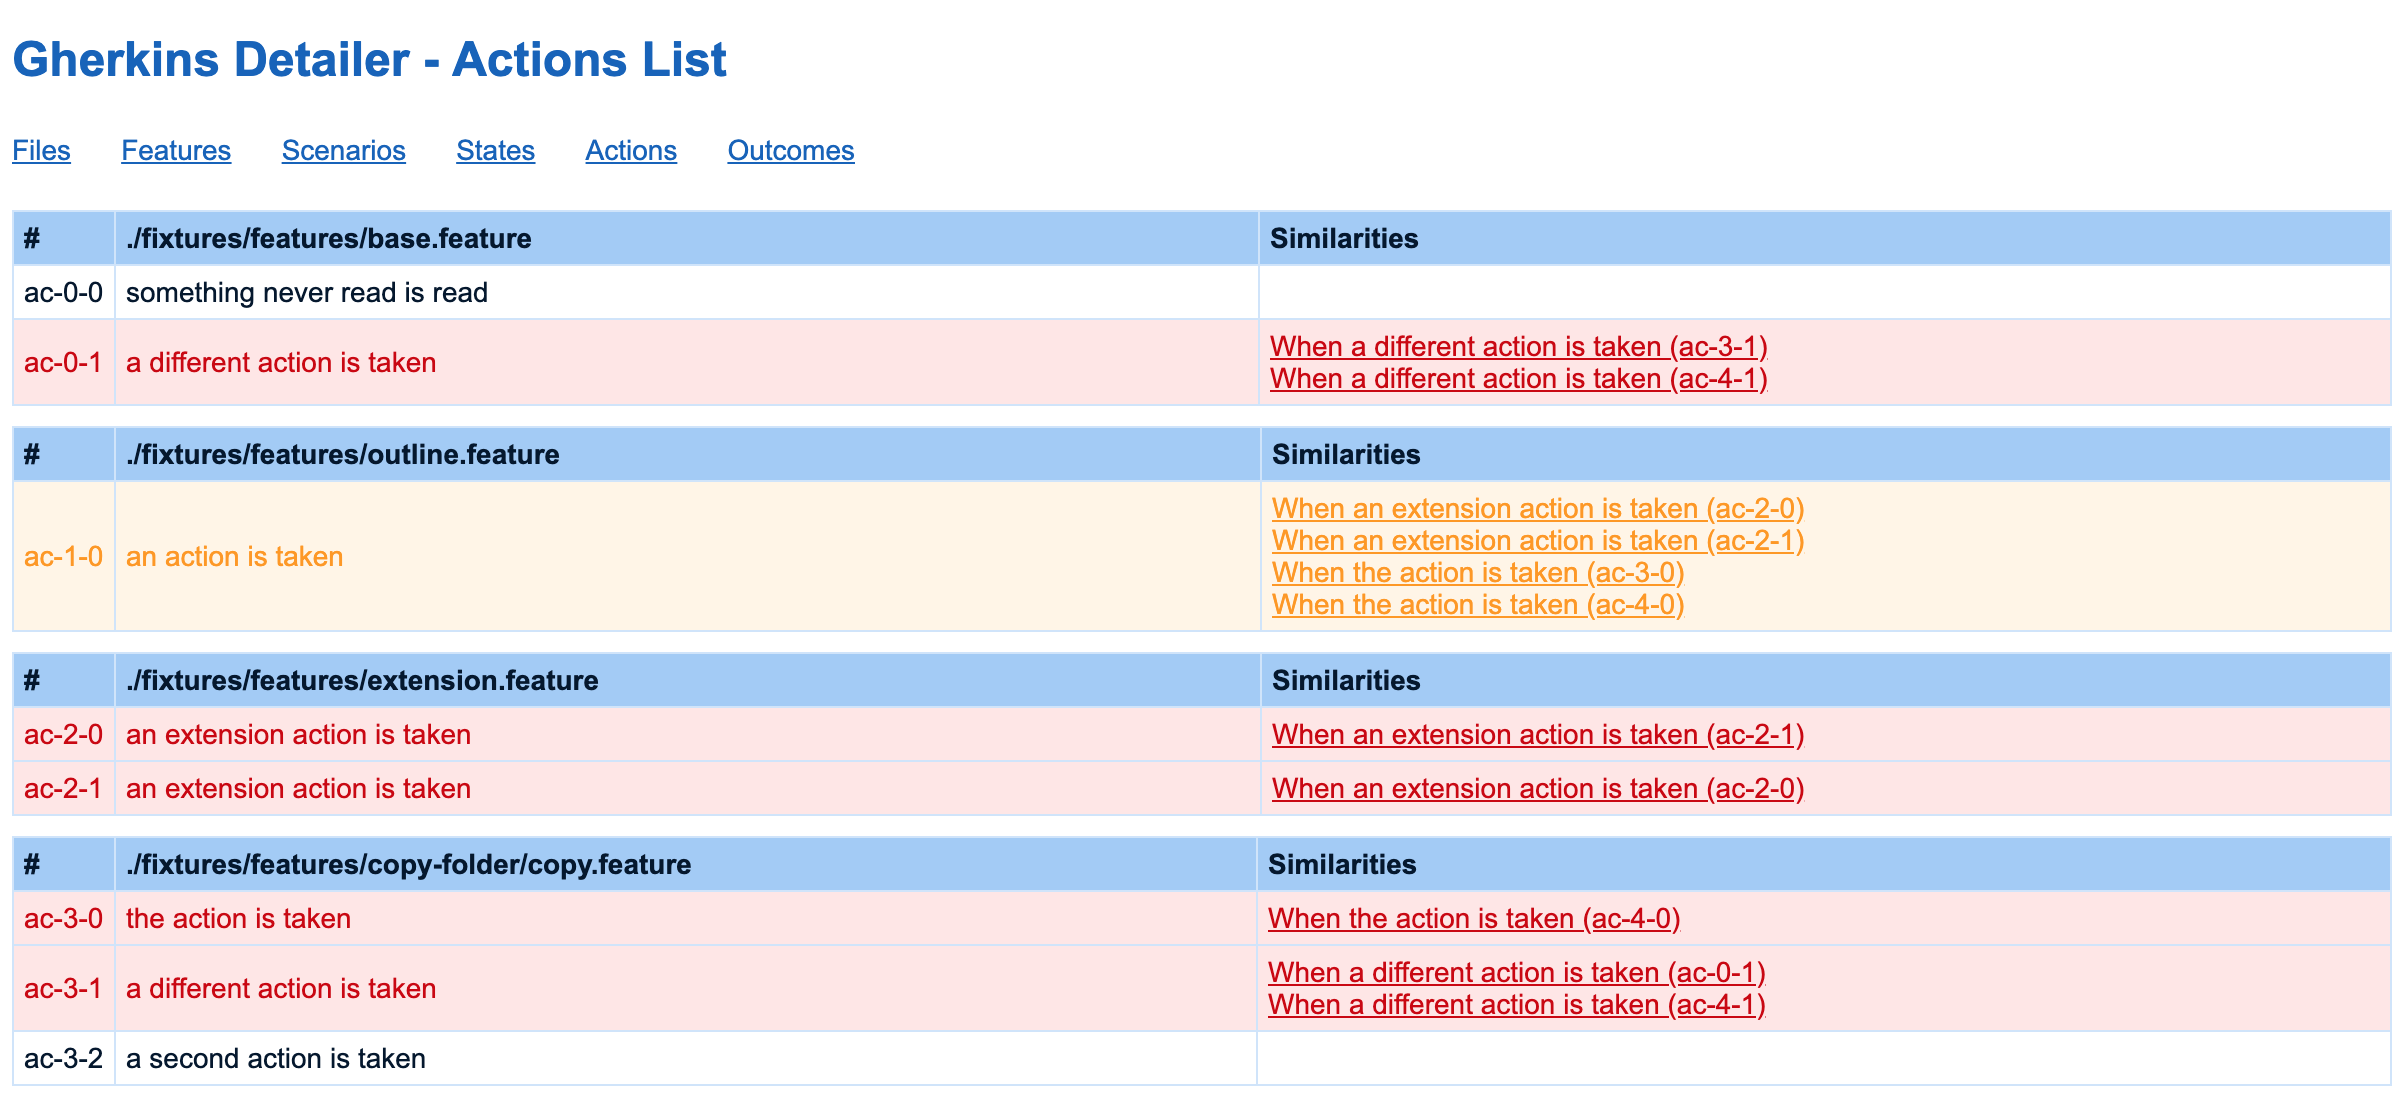 Gherkins Detailer - Actions List
Files Features Scenarios States Actions Outcomes
# ./fixtures/features/base.feature Similarities
ac-0-0 something never read is read
ac-0-1 a different action is taken When a different action is taken (ac-3-1)
When a different action is taken (ac-4-1)
# ./fixtures/features/outline.feature Similarities
ac-1-0 an action is taken When an extension action is taken (ac-2-0)
When an extension action is taken (ac-2-1)
When the action is taken (ac-3-0)
When the action is taken (ac-4-0)
# ./fixtures/features/extension.feature Similarities
ac-2-0 an extension action is taken When an extension action is taken (ac-2-1)
ac-2-1 an extension action is taken When an extension action is taken (ac-2-0)
# ./fixtures/features/copy-folder/copy.feature Similarities
ac-3-0 the action is taken When the action is taken (ac-4-0)
ac-3-1 a different action is taken When a different action is taken (ac-0-1)
When a different action is taken (ac-4-1)
ac-3-2 a second action is taken